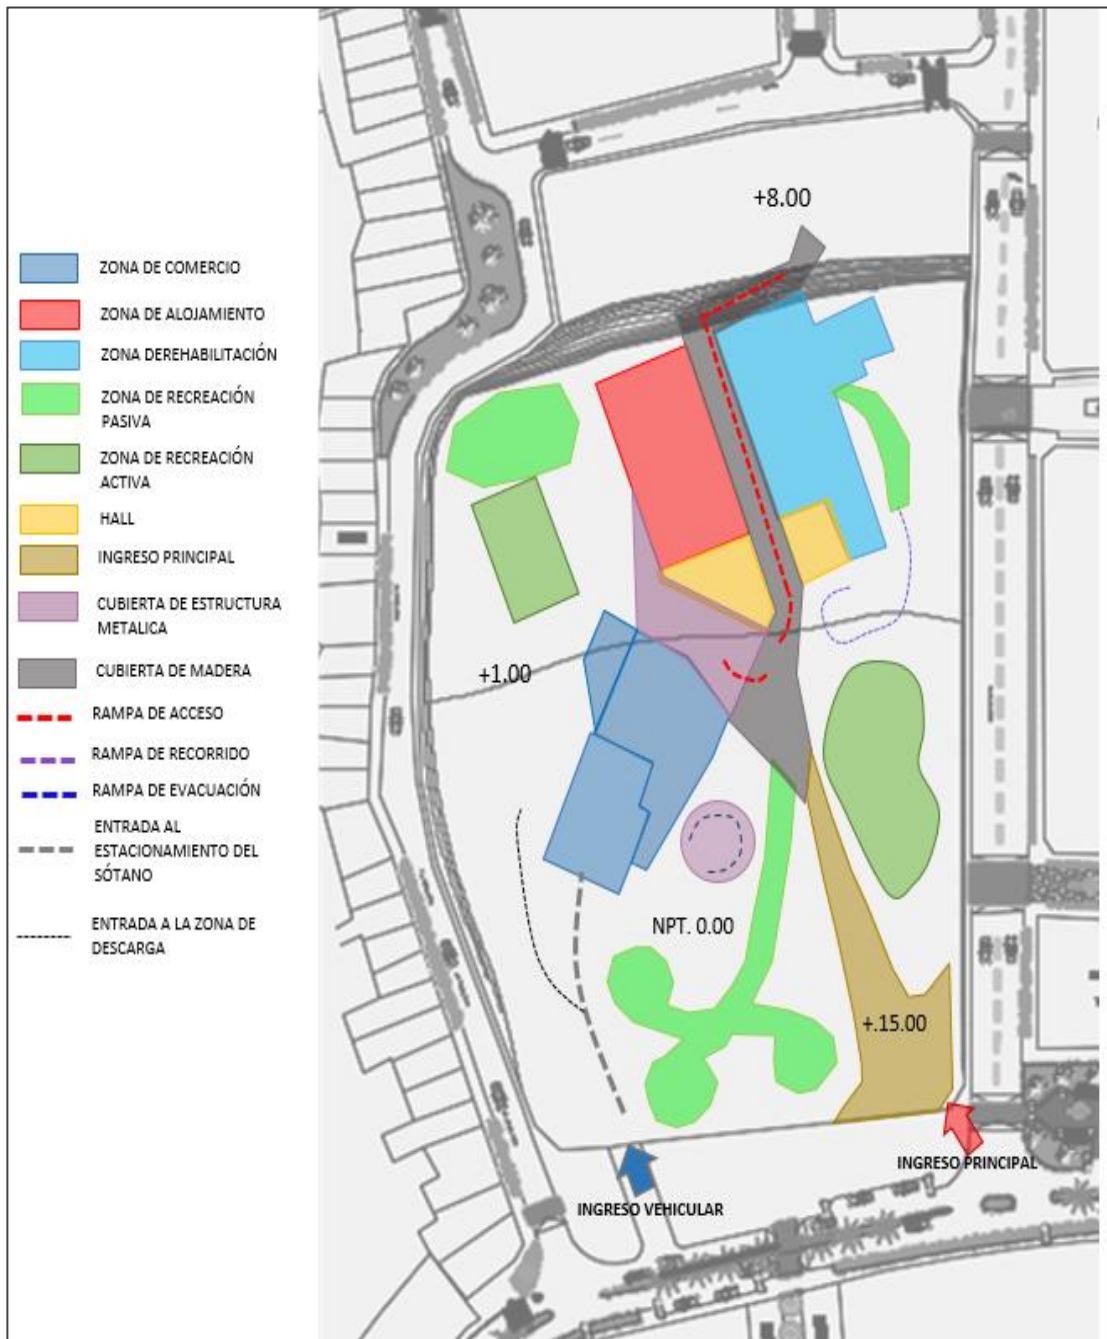 ZONA DE COMERCIO
ZONA DE ALOJAMIENTO
ZONA DEREHABILITACIÓN
ZONA DE RECREACIÓN
PASIVA
ZONA DE RECREACIÓN
ACTIVA
HALL
INGRESO PRINCIPAL
CUBIERTA DE ESTRUCTURA
METALICA
CUBIERTA DE MADERA
RAMPA DE ACCESO
RAMPA DE RECORRIDO
RAMPA DE EVACUACIÓN
ENTRADA AL
ESTACIONAMIENTO DEL
SÓTANO
ENTRADA A LA ZONA DE
DESCARGA
+8.00
+1.00
NPT. 0.00
+.15.00
INGRESO PRINCIPAL
INGRESO VEHICULAR